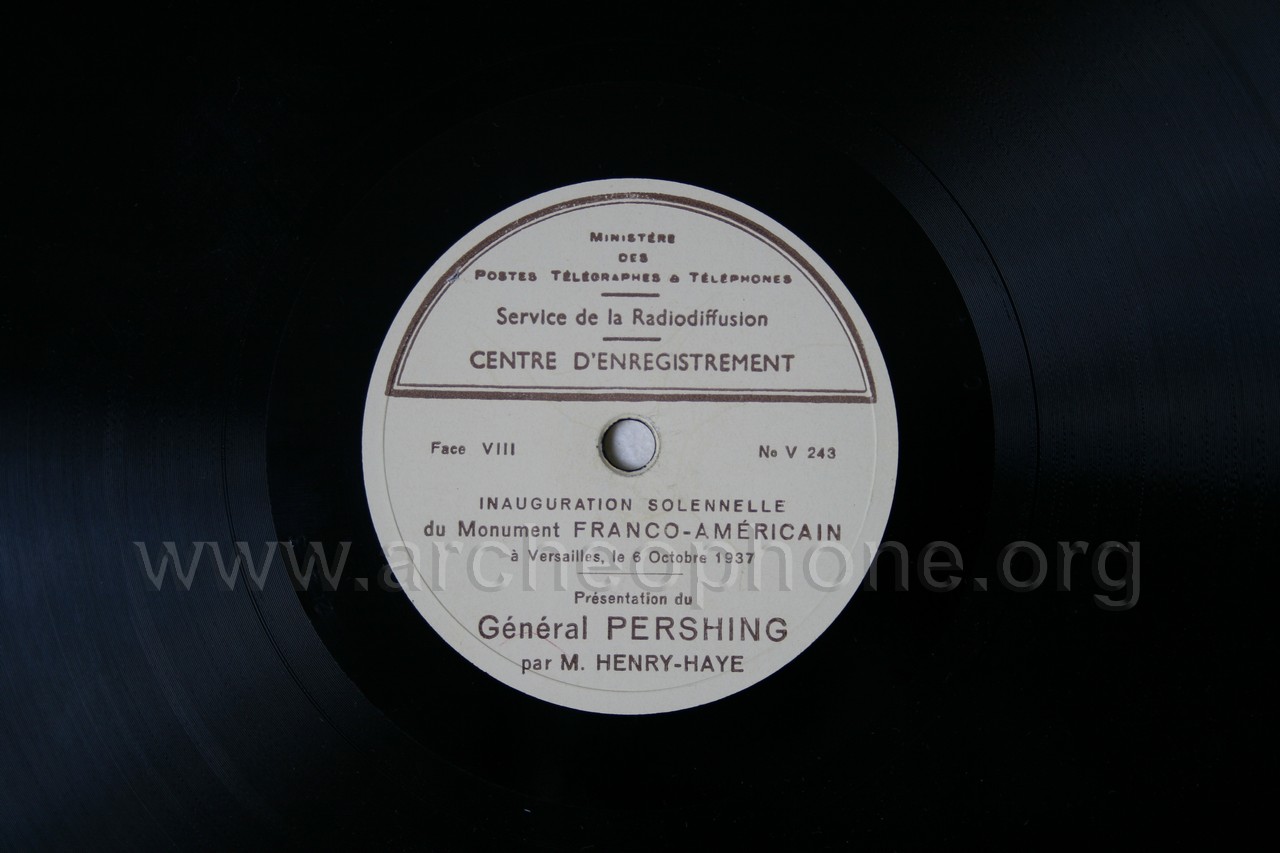 MINISTÈRE
DES
POSTES TÉLÉGRAPHES & TÉLÉPHONES
Service de la Radiodiffusion
CENTRE D'ENREGISTREMENT
Face VIII
No V 243
INAUGURATION SOLENNELLE
du Monument FRANCO-AMÉRICAIN
à Versailles, le 6 Octobre 1937
www.archeophone.org
Présentation du
Général PERSHING
par M. HENRY-HAYE